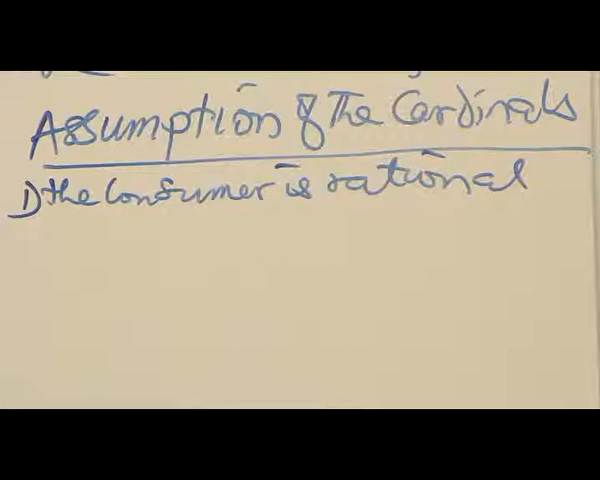 Assumption of The Cardinals
1) the Consumer is rational